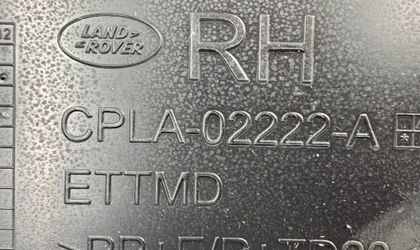 LAND
ROVER
RH
CPLA-02222-A
ETTMD